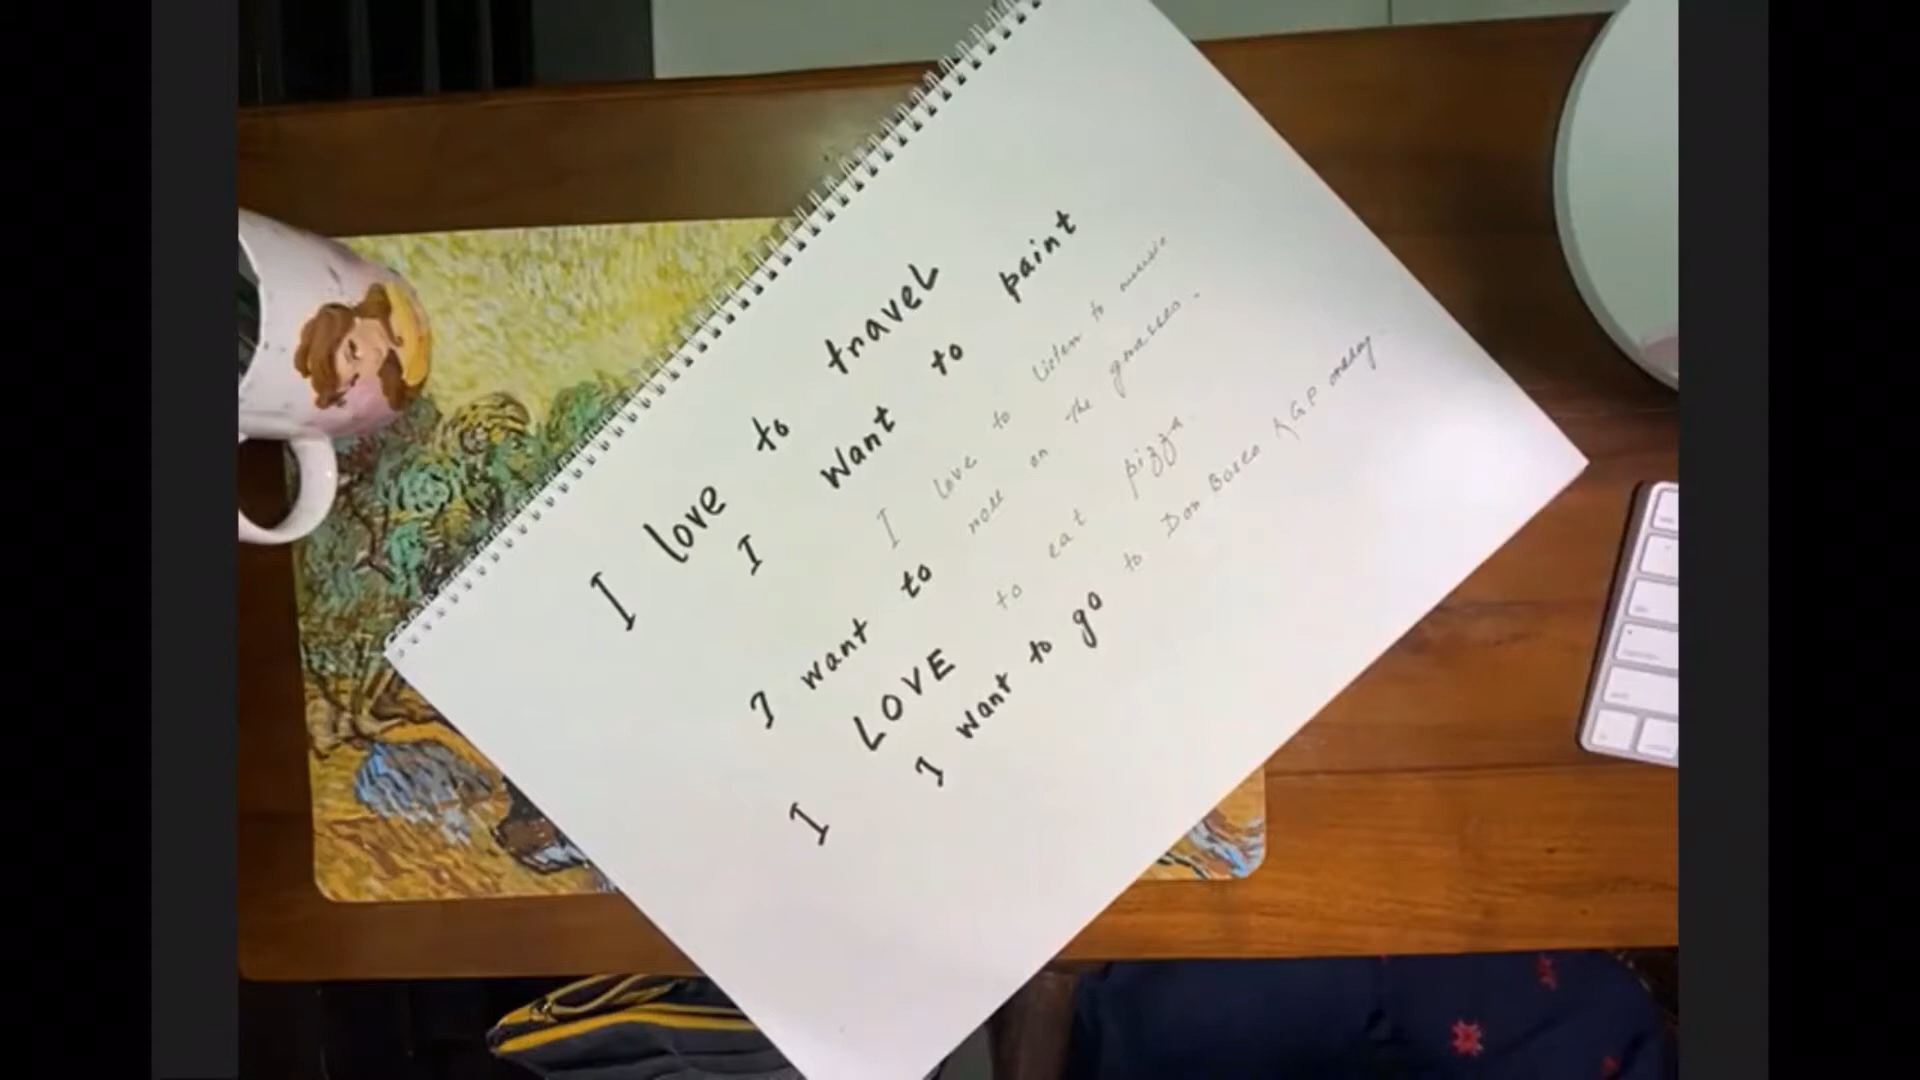 I love to travel
I want to paint
I love to listen to music
I want to roll on the grasses.
I LOVE to eat pizza.
I want to go to Don Bosco KGP oneday.